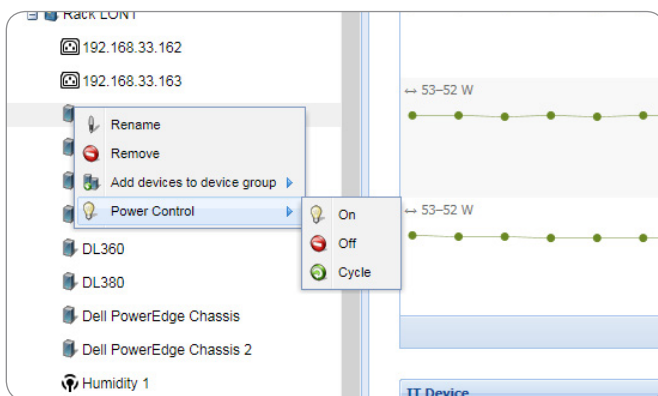 Rack LON1
192.168.33.162
192.168.33.163
Rename
Remove
Add devices to device group
Power Control
On
Off
Cycle
DL360
DL380
Dell PowerEdge Chassis
Dell PowerEdge Chassis 2
Humidity 1
53–52 W
53–52 W
IT Device